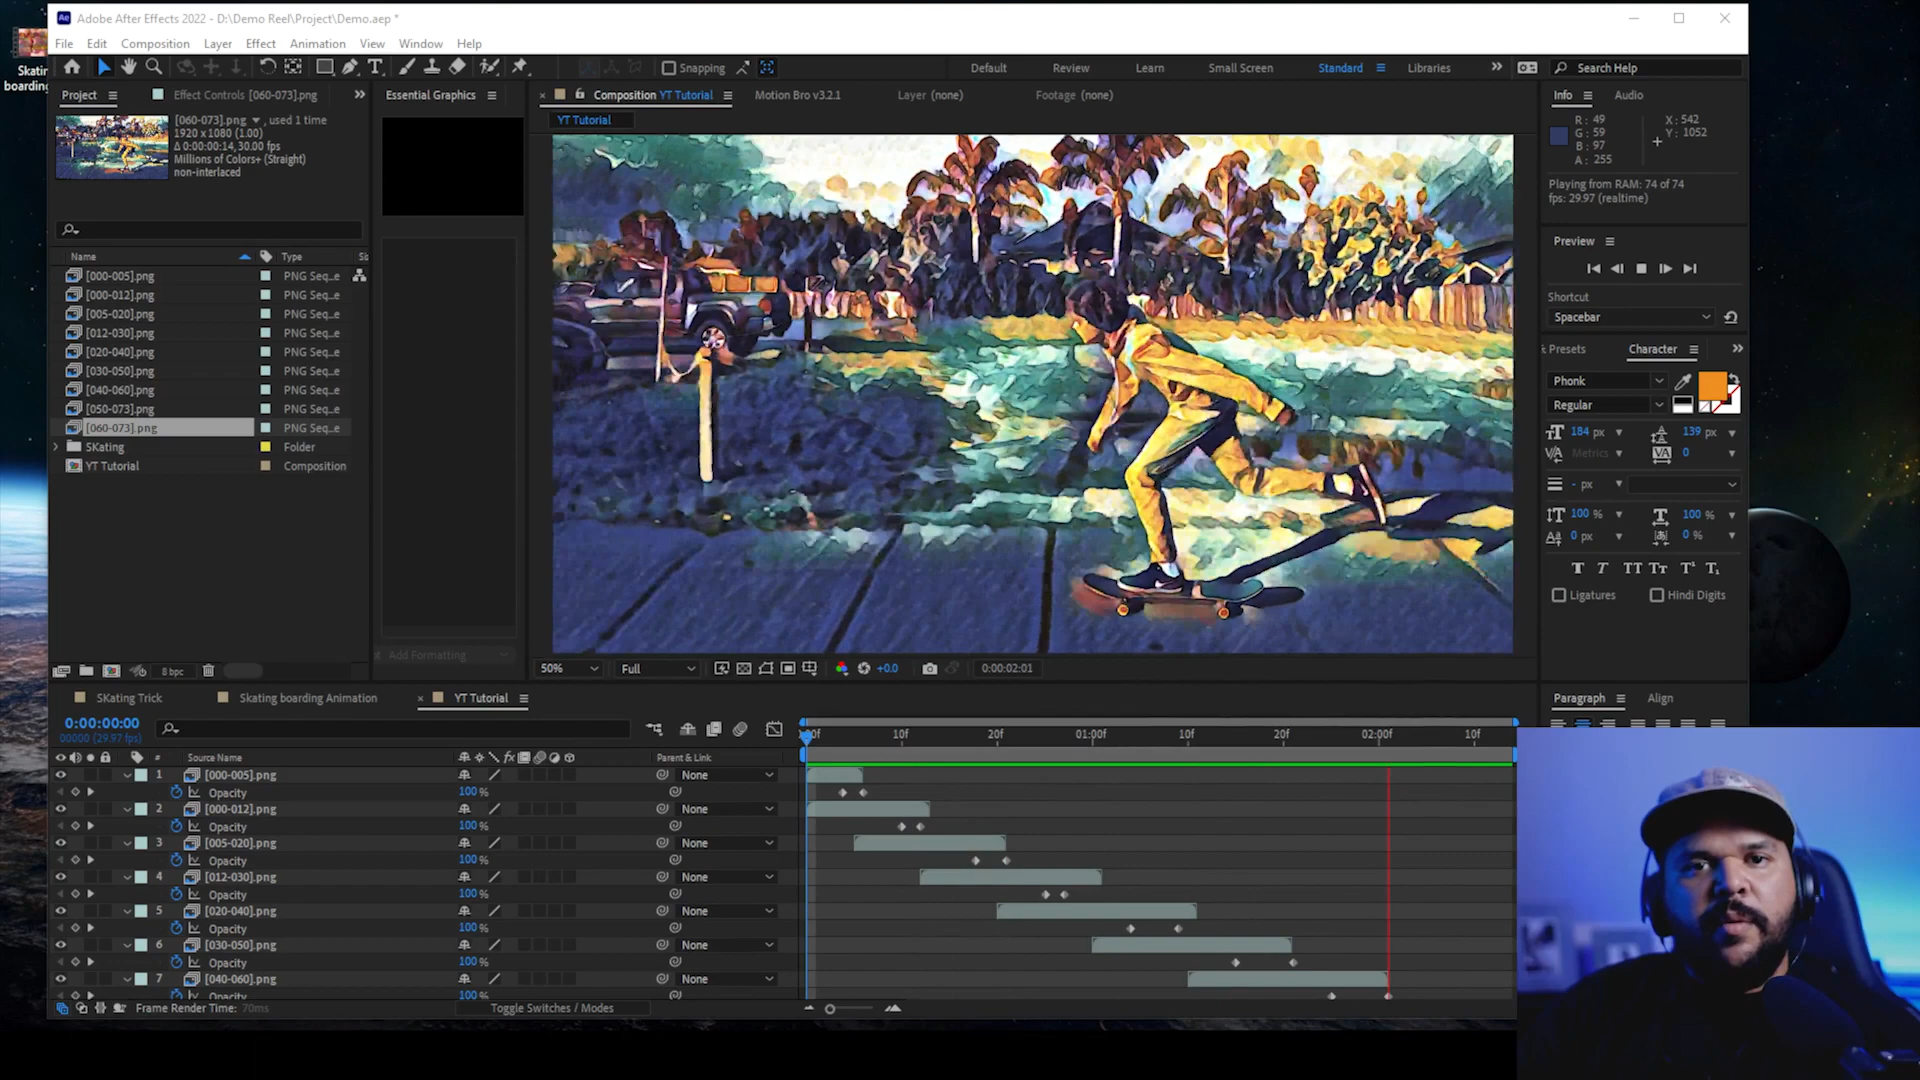 Adobe After Effects 2022 - D:\Demo Reel\Project\Demo.aep *
File Edit Composition Layer Effect Animation View Window Help
Snapping
Default Review Learn Small Screen Standard Libraries
Search Help
Skatin
boarding
Project
Effect Controls [060-073].png
[060-073].png , used 1 time
1920 x 1080 (1.00)
Δ 0:00:00:14, 30.00 fps
Millions of Colors+ (Straight)
non-interlaced
Name Type
[000-005].png PNG Seq...e
[000-012].png PNG Seq...e
[005-020].png PNG Seq...e
[012-030].png PNG Seq...e
[020-040].png PNG Seq...e
[030-050].png PNG Seq...e
[040-060].png PNG Seq...e
[050-073].png PNG Seq...e
[060-073].png PNG Seq...e
SKating Folder
YT Tutorial Composition
8 bpc
Essential Graphics
Add Formatting
Composition YT Tutorial
Motion Bro v3.2.1
Layer (none)
Footage (none)
YT Tutorial
50% Full +0.0 0:00:02:01
Info Audio
R: 49
G: 59
B: 97
A: 255
X: 542
Y: 1052
Playing from RAM: 74 of 74
fps: 29.97 (realtime)
Preview
Shortcut
Spacebar
Presets Character
Phonk
Regular
184 px 139 px
Metrics 0
- px
100 % 100 %
0 px 0 %
Ligatures Hindi Digits
Paragraph Align
SKating Trick
Skating boarding Animation
YT Tutorial
0:00:00:00
00000 (29.97 fps)
10f 20f 01:00f 10f 20f 02:00f 10f
# Source Name Parent & Link
1 [000-005].png None
Opacity 100 %
2 [000-012].png None
Opacity 100 %
3 [005-020].png None
Opacity 100 %
4 [012-030].png None
Opacity 100 %
5 [020-040].png None
Opacity 100 %
6 [030-050].png None
Opacity 100 %
7 [040-060].png None
Opacity 100 %
Frame Render Time: 70ms
Toggle Switches / Modes